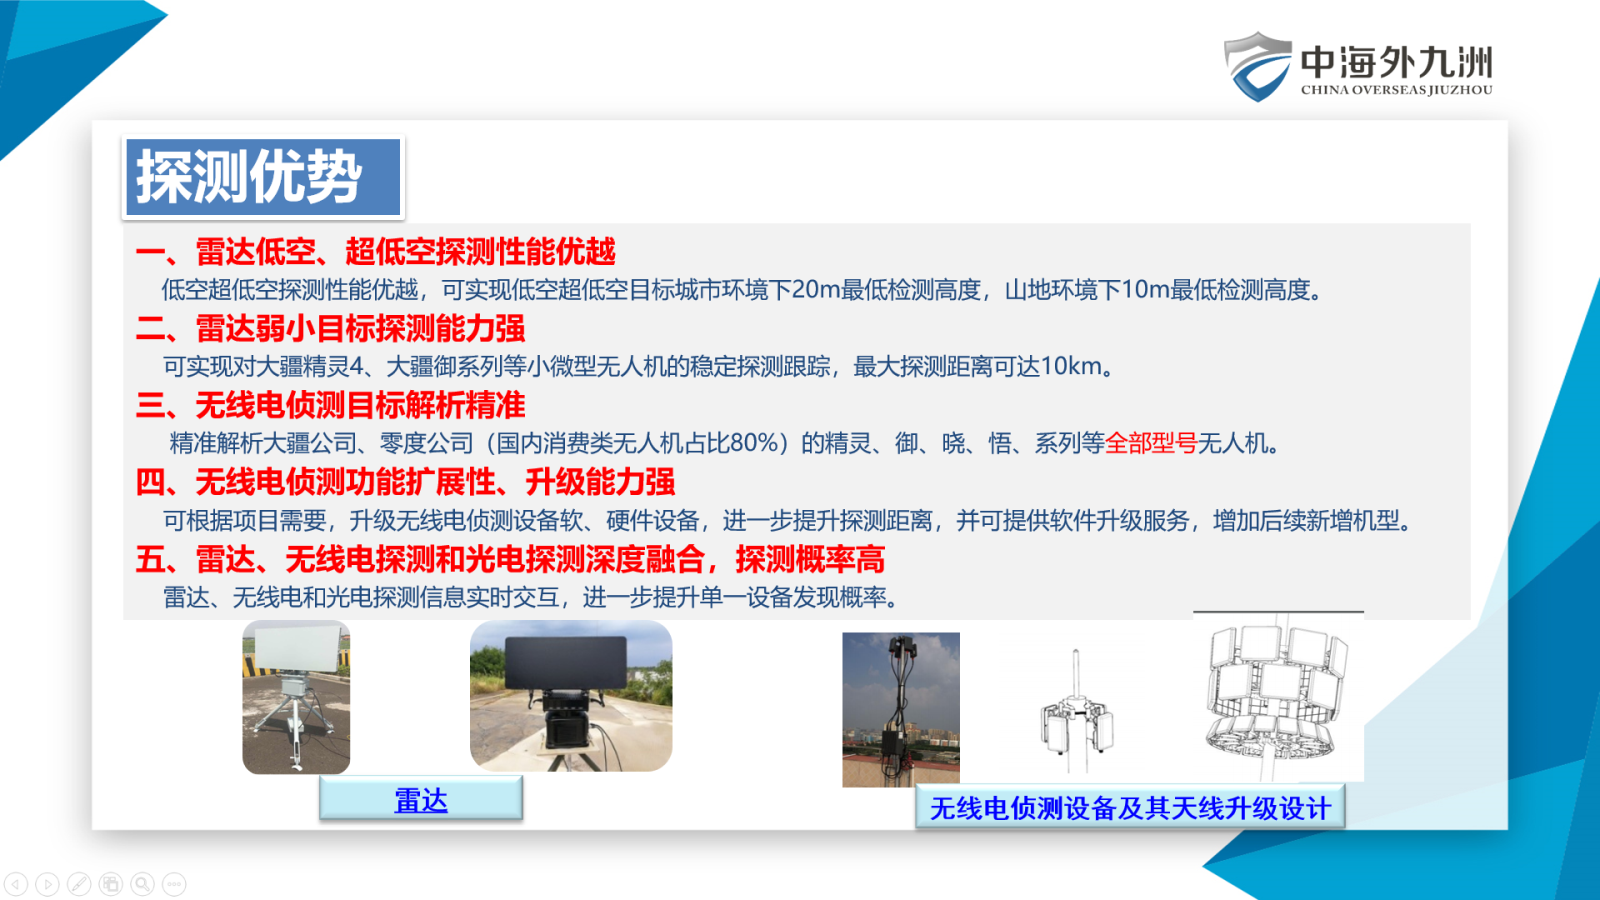 中海外九洲
CHINA OVERSEAS JIUZHOU
探测优势
一、雷达低空、超低空探测性能优越
低空超低空探测性能优越，可实现低空超低空目标城市环境下20m最低检测高度，山地环境下10m最低检测高度。
二、雷达弱小目标探测能力强
可实现对大疆精灵4、大疆御系列等小微型无人机的稳定探测跟踪，最大探测距离可达10km。
三、无线电侦测目标解析精准
精准解析大疆公司、零度公司（国内消费类无人机占比80%）的精灵、御、晓、悟、系列等全部型号无人机。
四、无线电侦测功能扩展性、升级能力强
可根据项目需要，升级无线电侦测设备软、硬件设备，进一步提升探测距离，并可提供软件升级服务，增加后续新增机型。
五、雷达、无线电探测和光电探测深度融合，探测概率高
雷达、无线电和光电探测信息实时交互，进一步提升单一设备发现概率。
雷达
无线电侦测设备及其天线升级设计